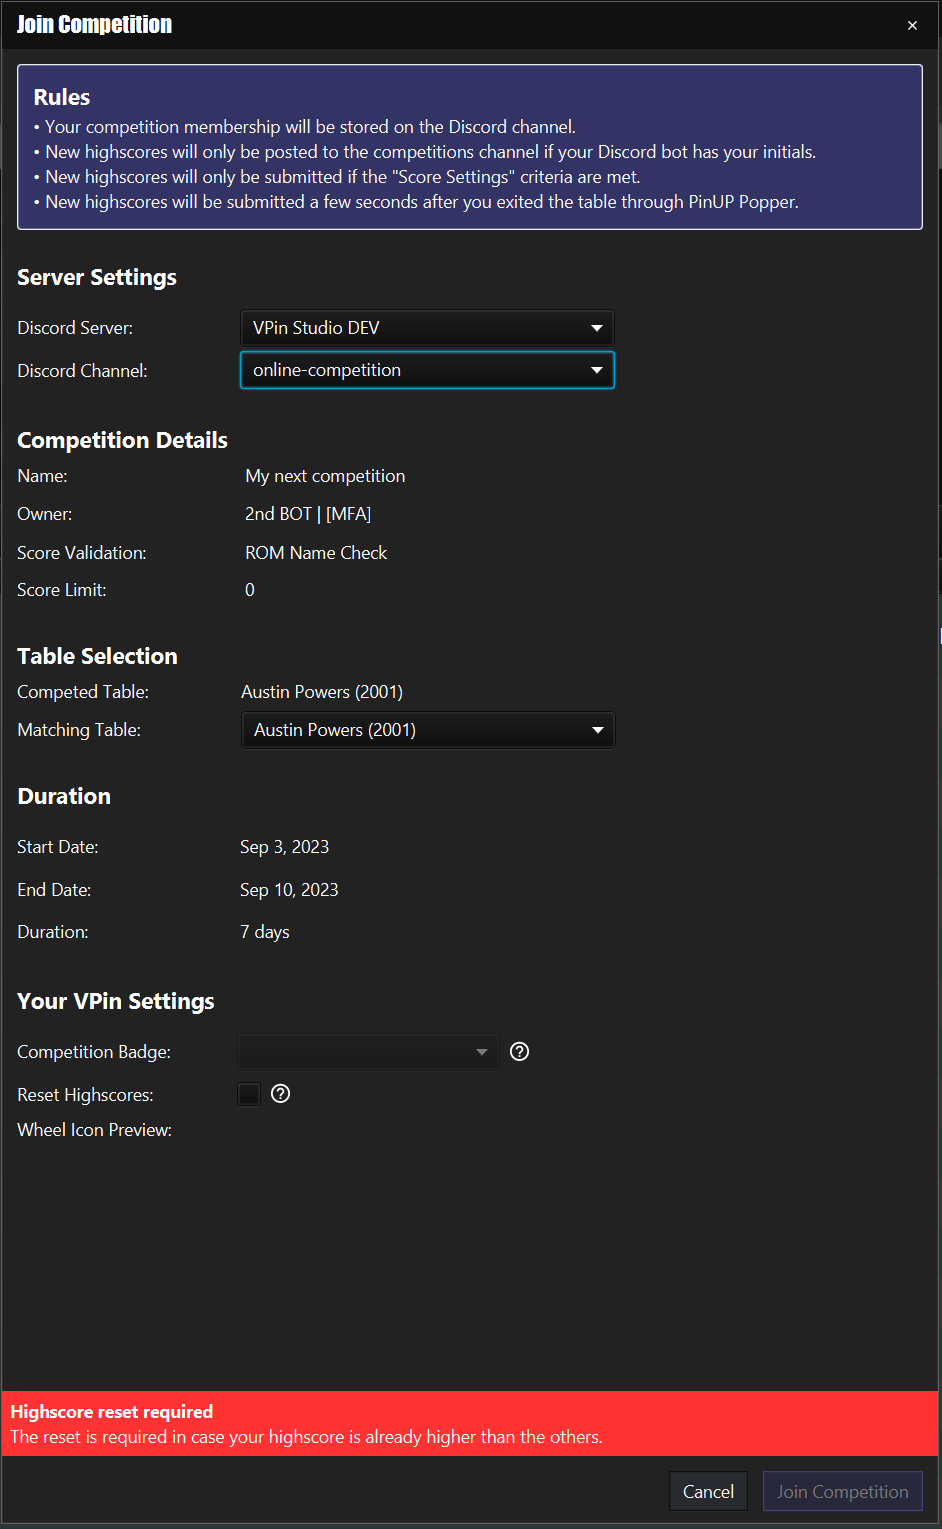 Join Competition
Rules
• Your competition membership will be stored on the Discord channel.
• New highscores will only be posted to the competitions channel if your Discord bot has your initials.
• New highscores will only be submitted if the "Score Settings" criteria are met.
• New highscores will be submitted a few seconds after you exited the table through PinUP Popper.
Server Settings
Discord Server: VPin Studio DEV
Discord Channel: online-competition
Competition Details
Name: My next competition
Owner: 2nd BOT | [MFA]
Score Validation: ROM Name Check
Score Limit: 0
Table Selection
Competed Table: Austin Powers (2001)
Matching Table: Austin Powers (2001)
Duration
Start Date: Sep 3, 2023
End Date: Sep 10, 2023
Duration: 7 days
Your VPin Settings
Competition Badge:
Reset Highscores:
Wheel Icon Preview:
Highscore reset required
The reset is required in case your highscore is already higher than the others.
Cancel Join Competition